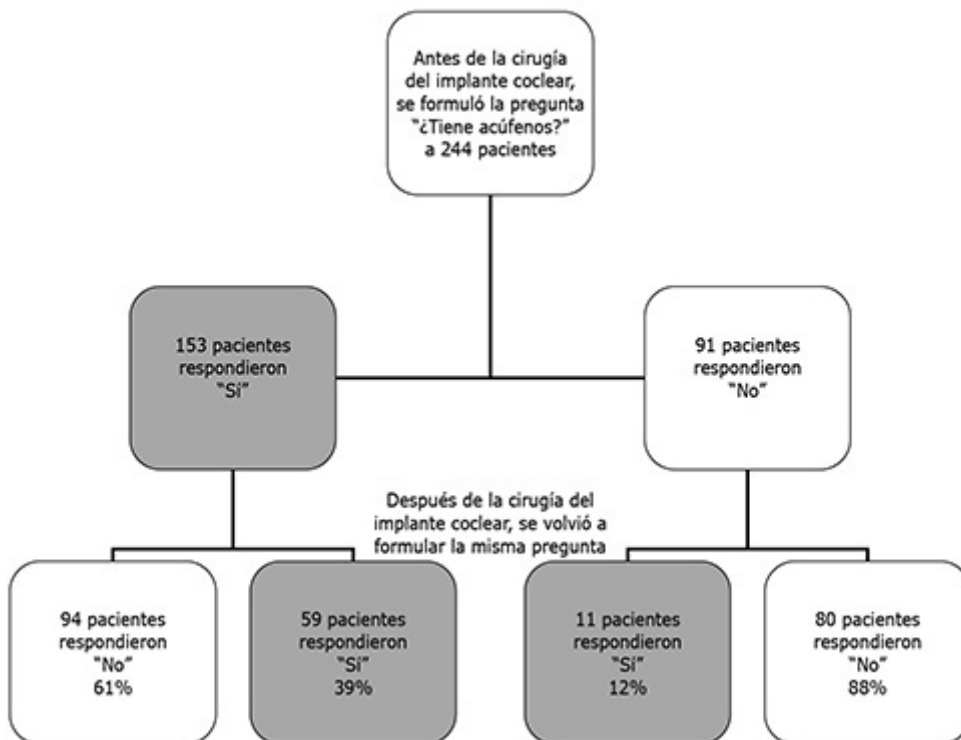 Antes de la cirugía
del implante coclear,
se formuló la pregunta
"¿Tiene acúfenos?"
a 244 pacientes
153 pacientes
respondieron
"Sí"
91 pacientes
respondieron
"No"
Después de la cirugía del
implante coclear, se volvió a
formular la misma pregunta
94 pacientes
respondieron
"No"
61%
59 pacientes
respondieron
"Sí"
39%
11 pacientes
respondieron
"Sí"
12%
80 pacientes
respondieron
"No"
88%